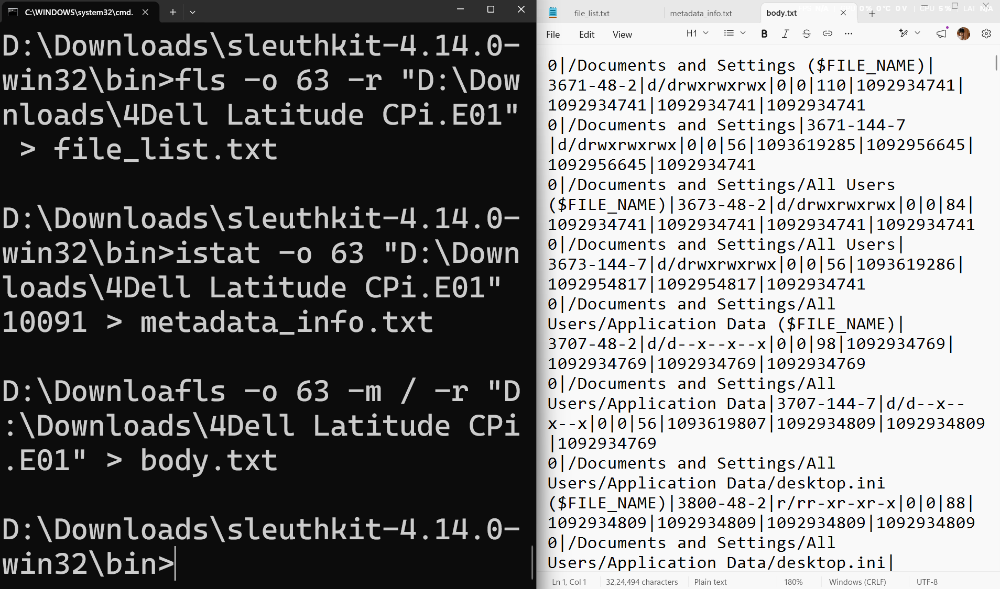 C:\WINDOWS\system32\cmd.
D:\Downloads\sleuthkit-4.14.0-
win32\bin>fls -o 63 -r "D:\Dow
nloads\4Dell Latitude CPi.E01"
 > file_list.txt
D:\Downloads\sleuthkit-4.14.0-
win32\bin>istat -o 63 "D:\Down
loads\4Dell Latitude CPi.E01"
10091 > metadata_info.txt
D:\Downloafls -o 63 -m / -r "D
:\Downloads\4Dell Latitude CPi
.E01" > body.txt
D:\Downloads\sleuthkit-4.14.0-
win32\bin>
file_list.txt metadata_info.txt body.txt
FPS N/A | 0% 0°C 0V | CPU 5% | LAT N/A
File Edit View H1 B I S
0|/Documents and Settings ($FILE_NAME)|
3671-48-2|d/drwxrwxrwx|0|0|110|1092934741|
1092934741|1092934741|1092934741
0|/Documents and Settings|3671-144-7
|d/drwxrwxrwx|0|0|56|1093619285|1092956645|
1092956645|1092934741
0|/Documents and Settings/All Users
($FILE_NAME)|3673-48-2|d/drwxrwxrwx|0|0|84|
1092934741|1092934741|1092934741|1092934741
0|/Documents and Settings/All Users|
3673-144-7|d/drwxrwxrwx|0|0|56|1093619286|
1092954817|1092954817|1092934741
0|/Documents and Settings/All
Users/Application Data ($FILE_NAME)|
3707-48-2|d/d--x--x--x|0|0|98|1092934769|
1092934769|1092934769|1092934769
0|/Documents and Settings/All
Users/Application Data|3707-144-7|d/d--x--
x--x|0|0|56|1093619807|1092934809|1092934809
|1092934769
0|/Documents and Settings/All
Users/Application Data/desktop.ini
($FILE_NAME)|3800-48-2|r/rr-xr-xr-x|0|0|88|
1092934809|1092934809|1092934809|1092934809
0|/Documents and Settings/All
Users/Application Data/desktop.ini|
Ln 1, Col 1 32,24,494 characters Plain text 180% Windows (CRLF) UTF-8